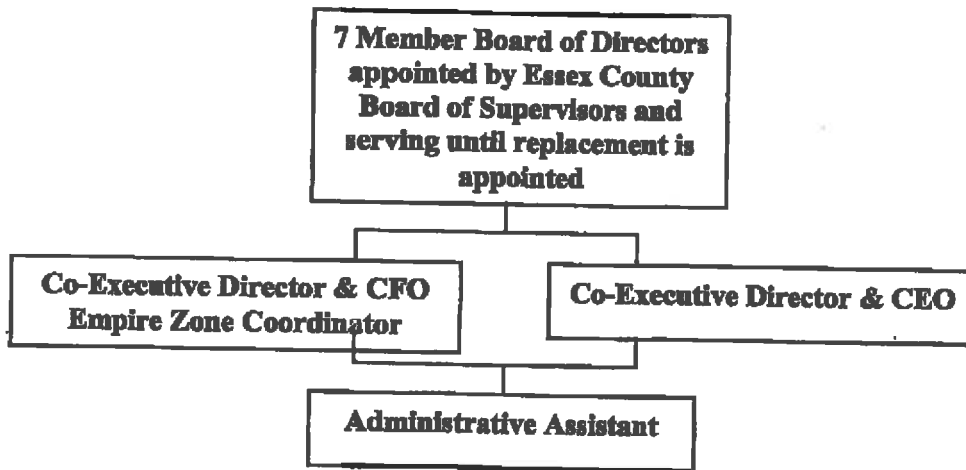 7 Member Board of Directors
appointed by Essex County
Board of Supervisors and
serving until replacement is
appointed
Co-Executive Director & CFO
Empire Zone Coordinator
Co-Executive Director & CEO
Administrative Assistant